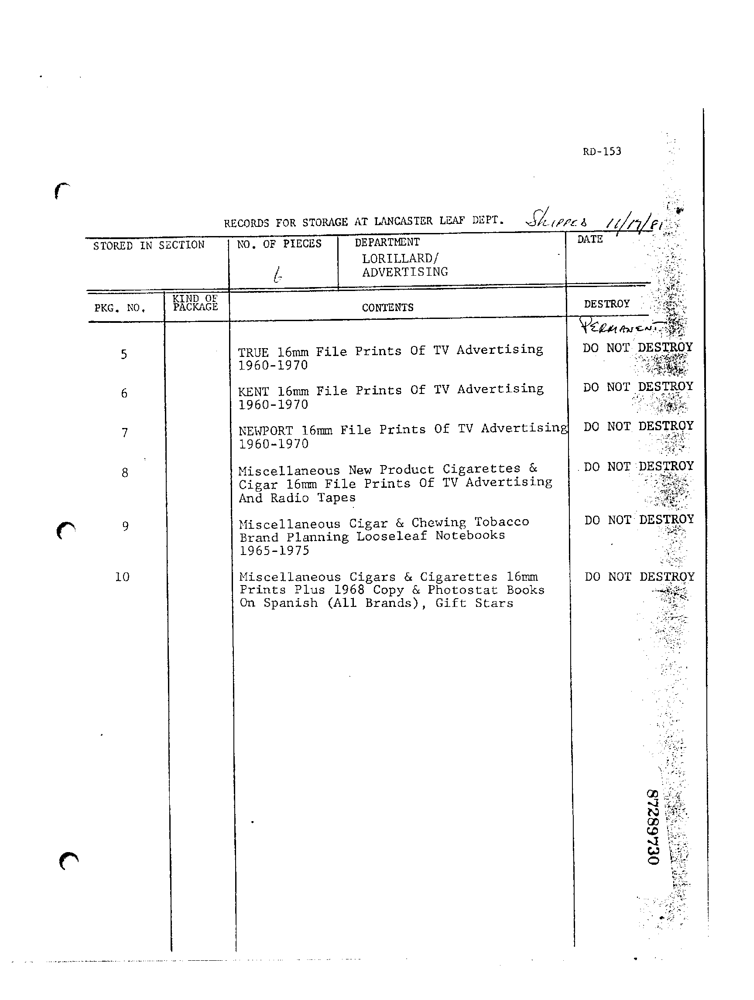 RD-153
RECORDS FOR STORAGE AT LANCASTER LEAF DEPT. Shipped 11/17/81
STORED IN SECTION NO. OF PIECES DEPARTMENT DATE
6 LORILLARD/
ADVERTISING
PKG. NO. KIND OF PACKAGE CONTENTS DESTROY
PERMANENT
5 TRUE 16mm File Prints Of TV Advertising DO NOT DESTROY
1960-1970
6 KENT 16mm File Prints Of TV Advertising DO NOT DESTROY
1960-1970
7 NEWPORT 16mm File Prints Of TV Advertising DO NOT DESTROY
1960-1970
8 Miscellaneous New Product Cigarettes & DO NOT DESTROY
Cigar 16mm File Prints Of TV Advertising
And Radio Tapes
9 Miscellaneous Cigar & Chewing Tobacco DO NOT DESTROY
Brand Planning Looseleaf Notebooks
1965-1975
10 Miscellaneous Cigars & Cigarettes 16mm DO NOT DESTROY
Prints Plus 1968 Copy & Photostat Books
On Spanish (All Brands), Gift Stars
87289730